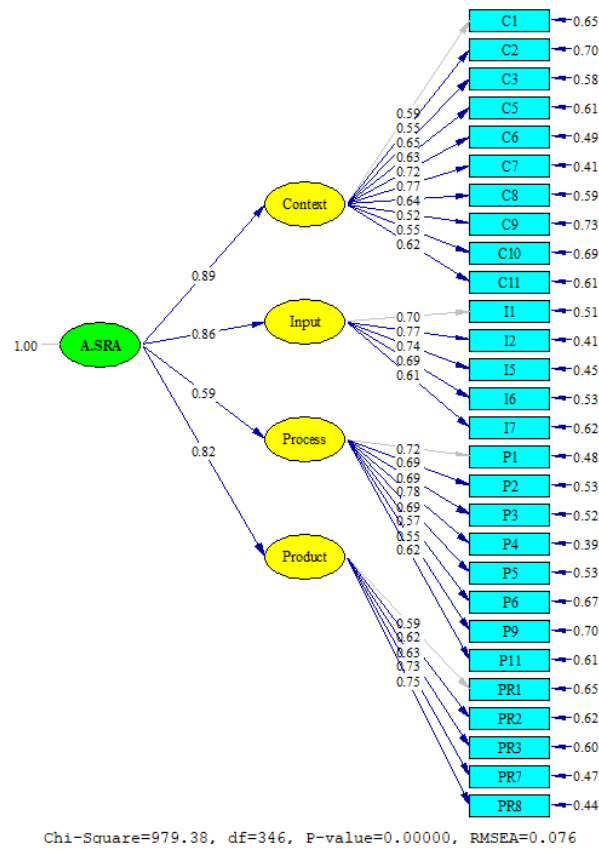 C1 0.65
C2 0.70
C3 0.58
C5 0.61
C6 0.49
C7 0.41
C8 0.59
C9 0.73
C10 0.69
C11 0.61
I1 0.51
I2 0.41
I5 0.45
I6 0.53
I7 0.62
P1 0.48
P2 0.53
P3 0.52
P4 0.39
P5 0.53
P6 0.67
P9 0.70
P11 0.61
PR1 0.65
PR2 0.62
PR3 0.60
PR7 0.47
PR8 0.44
0.59
0.55
0.65
0.63
0.72
0.77
0.64
0.52
0.55
0.62
Context
0.89
0.70
0.77
0.74
0.69
0.61
Input
0.86
1.00 A.SRA
0.59
0.72
0.69
0.69
0.78
0.69
0.57
0.55
0.62
Process
0.82
Product
0.59
0.62
0.63
0.73
0.75
Chi-Square=979.38, df=346, P-value=0.00000, RMSEA=0.076